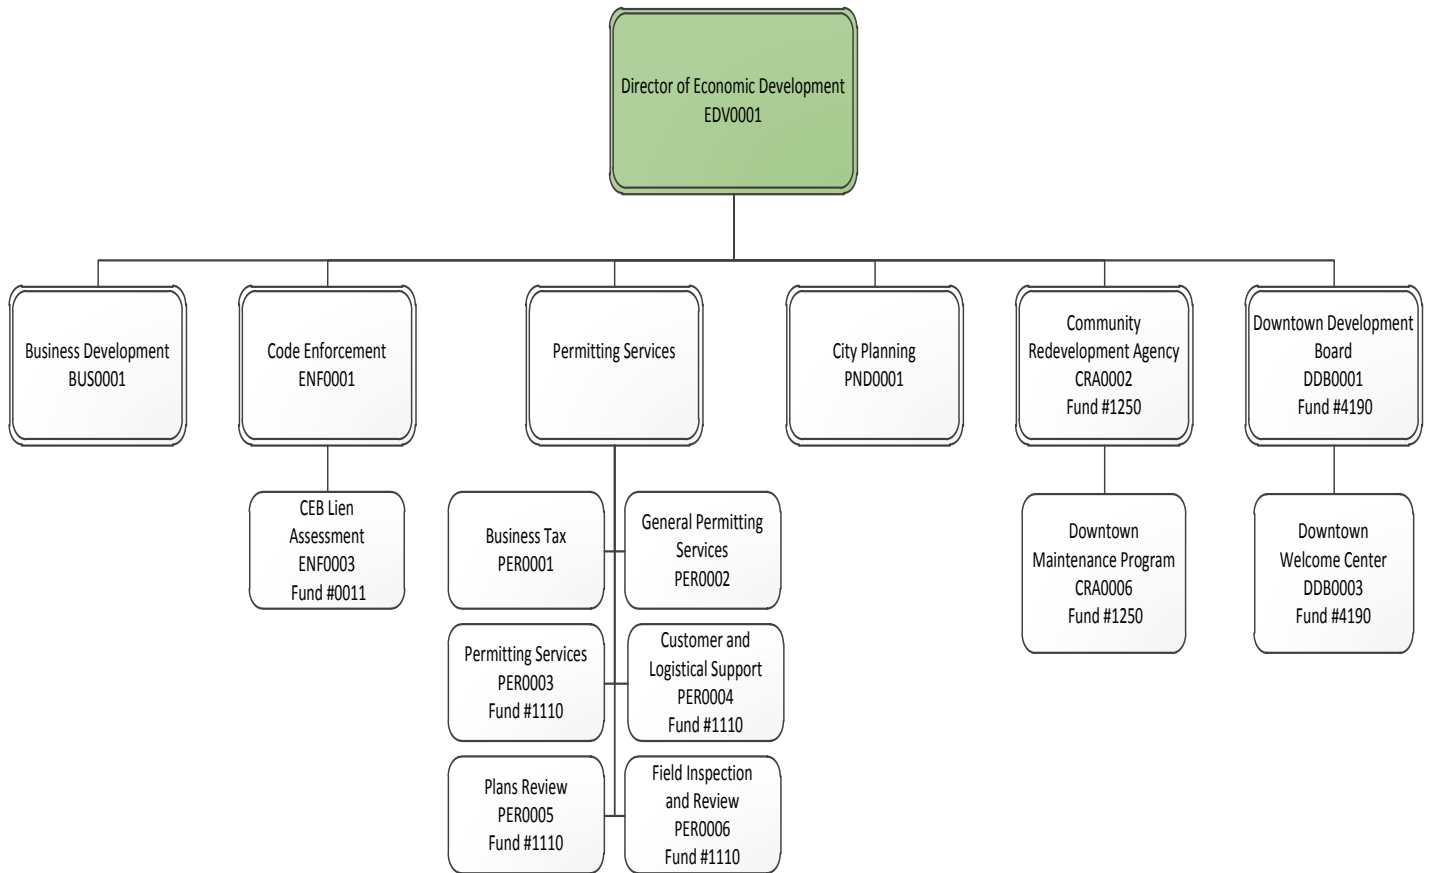 Director of Economic Development
EDV0001
Business Development
BUS0001
Code Enforcement
ENF0001
Permitting Services
City Planning
PND0001
Community
Redevelopment Agency
CRA0002
Fund #1250
Downtown Development
Board
DDB0001
Fund #4190
CEB Lien
Assessment
ENF0003
Fund #0011
Business Tax
PER0001
General Permitting
Services
PER0002
Downtown
Maintenance Program
CRA0006
Fund #1250
Downtown
Welcome Center
DDB0003
Fund #4190
Permitting Services
PER0003
Fund #1110
Customer and
Logistical Support
PER0004
Fund #1110
Plans Review
PER0005
Fund #1110
Field Inspection
and Review
PER0006
Fund #1110